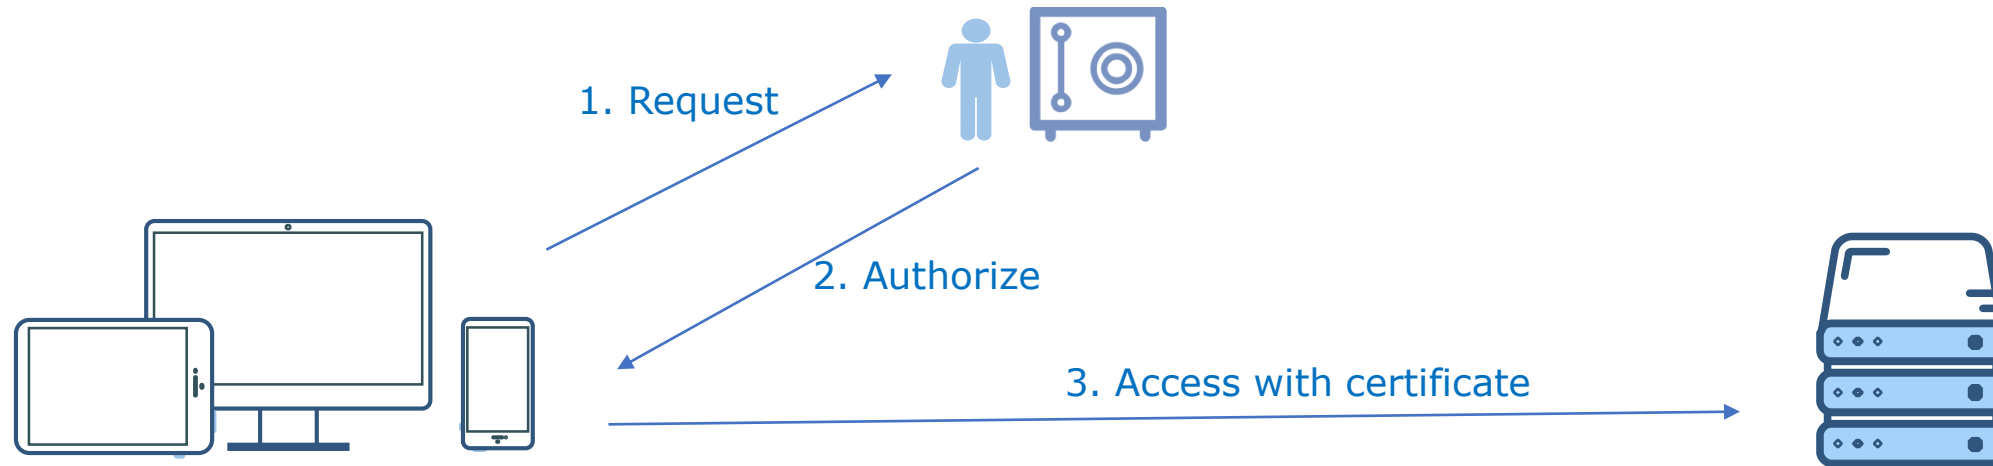 1. Request
2. Authorize
3. Access with certificate